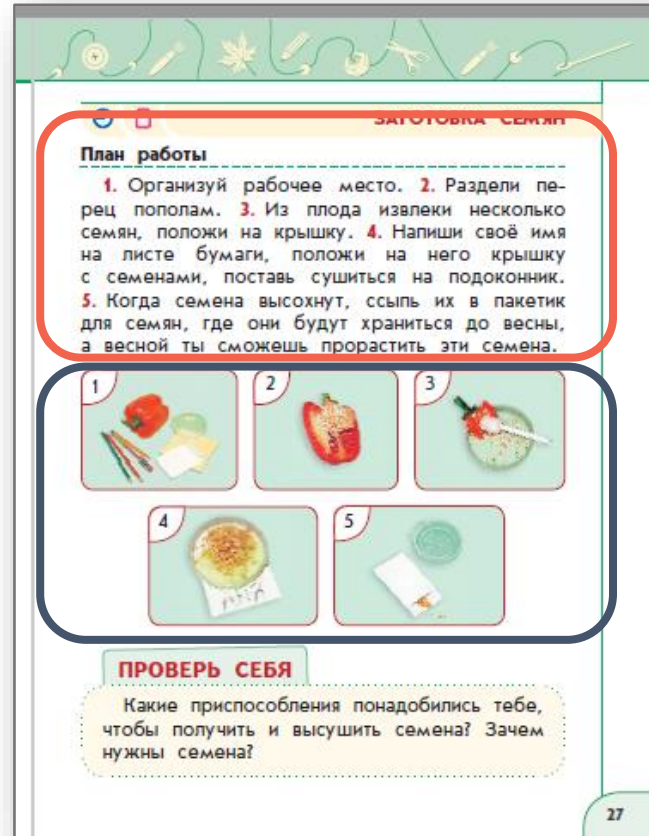 ЗАГОТОВКА СЕМЯН
План работы
1. Организуй рабочее место. 2. Раздели пе-
рец пополам. 3. Из плода извлеки несколько
семян, положи на крышку. 4. Напиши своё имя
на листе бумаги, положи на него крышку
с семенами, поставь сушиться на подоконник.
5. Когда семена высохнут, ссыпь их в пакетик
для семян, где они будут храниться до весны,
а весной ты сможешь прорастить эти семена.
1
2
3
4
5
ПРОВЕРЬ СЕБЯ
Какие приспособления понадобились тебе,
чтобы получить и высушить семена? Зачем
нужны семена?
27